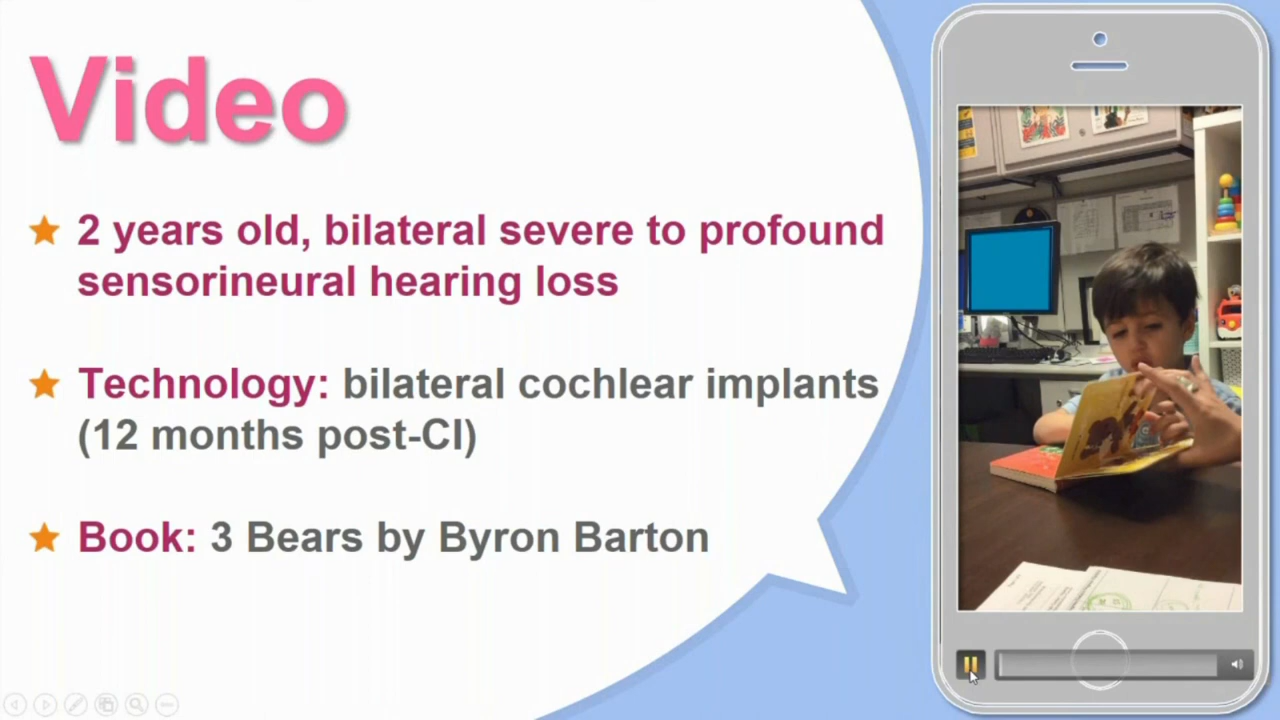 Video
2 years old, bilateral severe to profound
sensorineural hearing loss
Technology: bilateral cochlear implants
(12 months post-CI)
Book: 3 Bears by Byron Barton